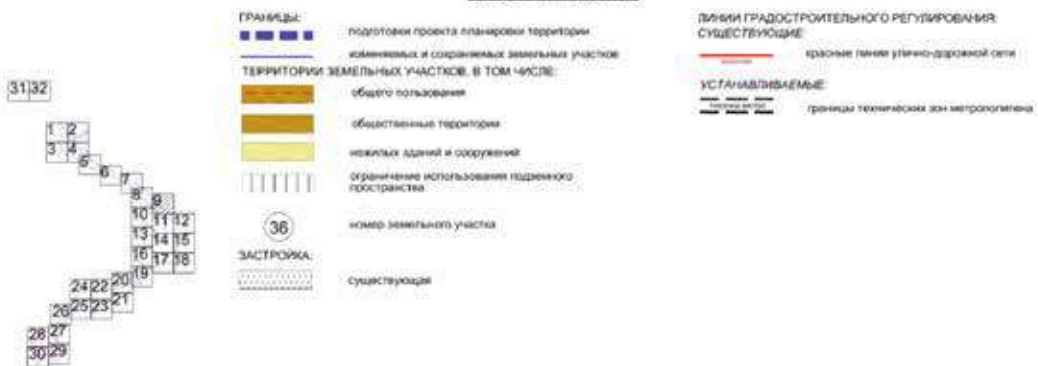 ГРАНИЦЫ:
подготовки проекта планировки территории
изменяемых и сохраняемых земельных участков
ТЕРРИТОРИИ ЗЕМЕЛЬНЫХ УЧАСТКОВ, В ТОМ ЧИСЛЕ:
общего пользования
общественные территории
нежилых зданий и сооружений
ограничение использования подземного
пространства
36
номер земельного участка
ЗАСТРОЙКА:
существующая
ЛИНИИ ГРАДОСТРОИТЕЛЬНОГО РЕГУЛИРОВАНИЯ
СУЩЕСТВУЮЩИЕ
красные линии улично-дорожной сети
УСТАНАВЛИВАЕМЫЕ
границы технических зон метрополитена
31 32
1 2
3 4
5
6
7
8
9
10 11 12
13 14 15
16 17 18
19
24 22 20
26 25 23 21
28 27
30 29